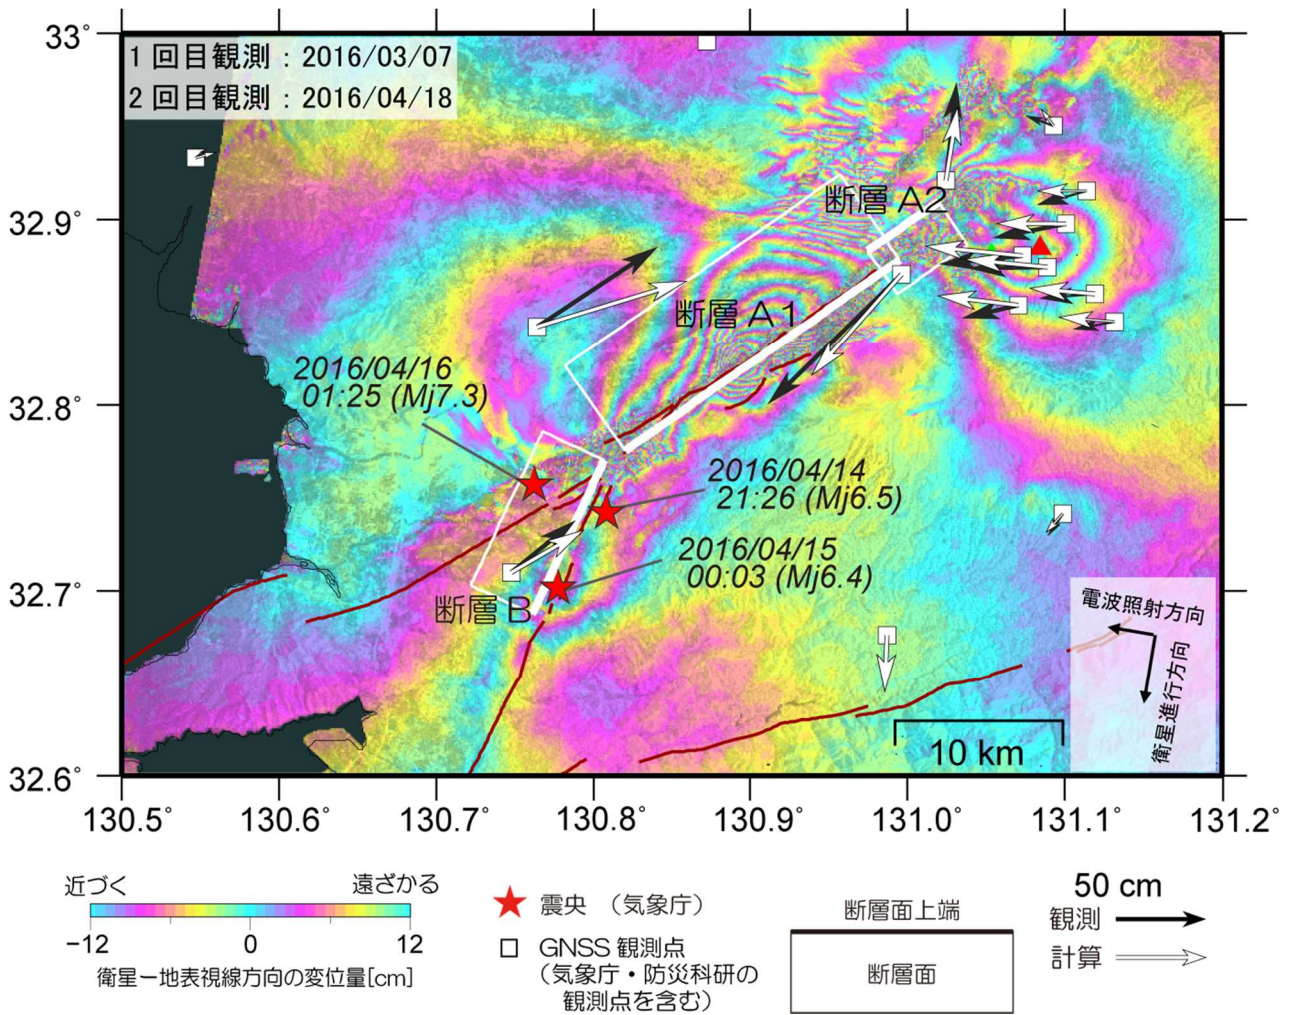 1回目観測：2016/03/07
2回目観測：2016/04/18
33°
32.9°
32.8°
32.7°
32.6°
断層 A2
断層 A1
2016/04/16
01:25 (Mj7.3)
2016/04/14
21:26 (Mj6.5)
2016/04/15
00:03 (Mj6.4)
断層 B
電波照射方向
衛星進行方向
10 km
130.5° 130.6° 130.7° 130.8° 130.9° 131.0° 131.1° 131.2°
近づく 遠ざかる
−12 0 12
衛星ー地表視線方向の変位量[cm]
震央 （気象庁）
GNSS 観測点
（気象庁・防災科研の
観測点を含む）
断層面上端
断層面
50 cm
観測
計算